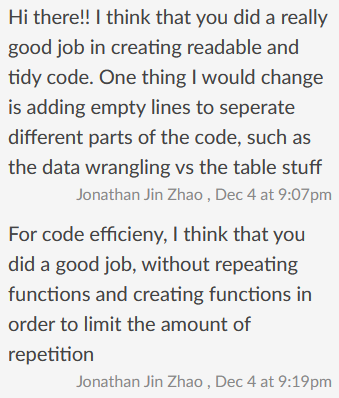 Hi there!! I think that you did a really
good job in creating readable and
tidy code. One thing I would change
is adding empty lines to seperate
different parts of the code, such as
the data wrangling vs the table stuff
Jonathan Jin Zhao , Dec 4 at 9:07pm
For code efficieny, I think that you
did a good job, without repeating
functions and creating functions in
order to limit the amount of
repetition
Jonathan Jin Zhao , Dec 4 at 9:19pm